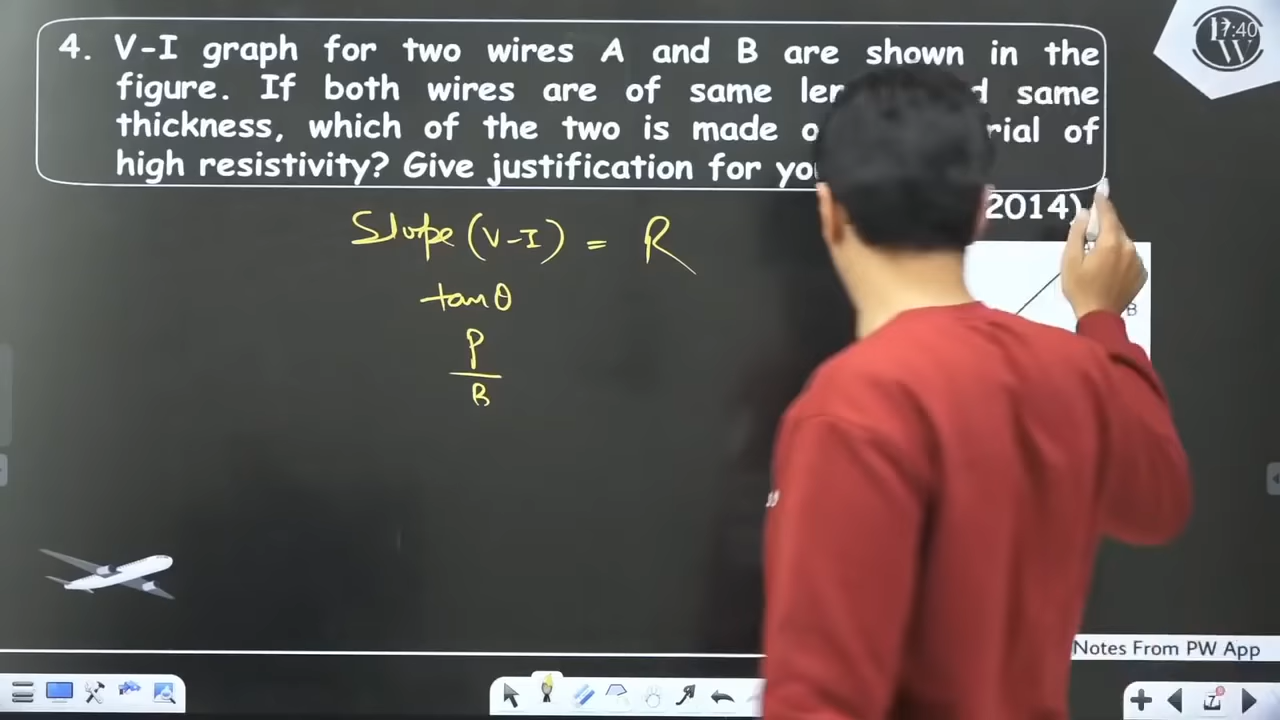 4. V-I graph for two wires A and B are shown in the
figure. If both wires are of same len d same
thickness, which of the two is made o rial of
high resistivity? Give justification for yo
2014)
Slope (V-I) = R
tan θ
P
B
B
17:40
W
Notes From PW App